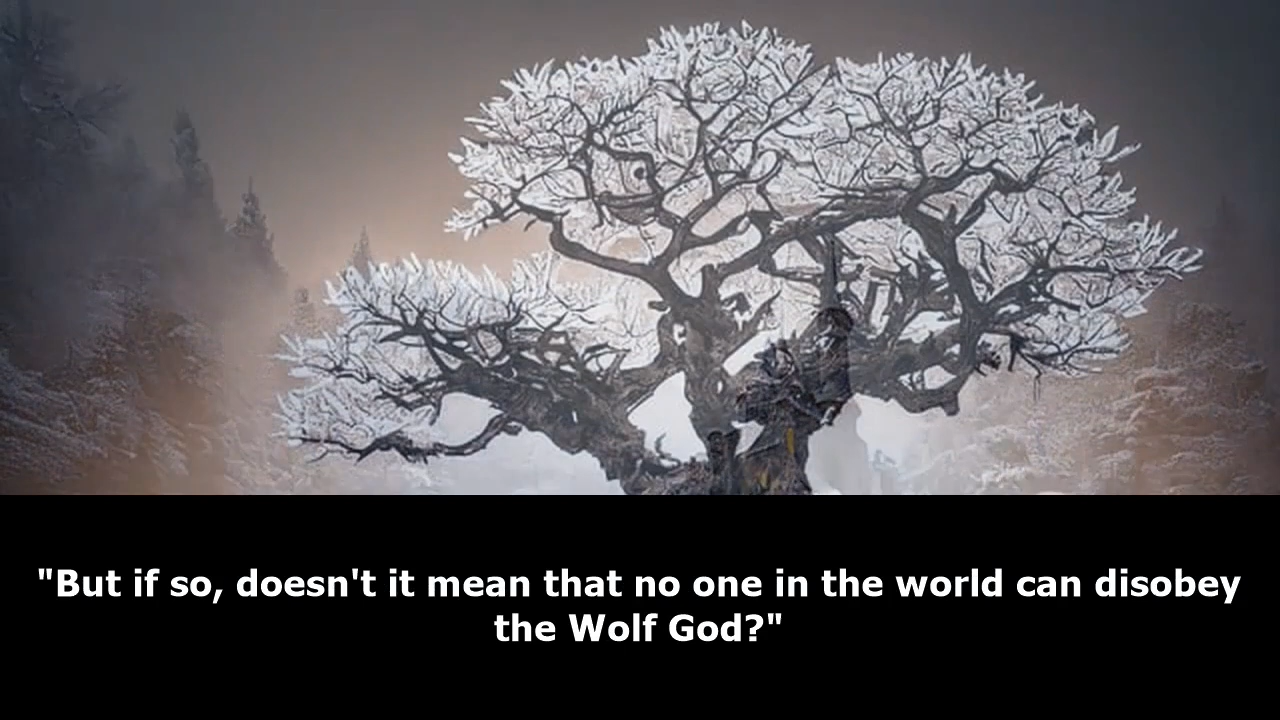 "But if so, doesn't it mean that no one in the world can disobey
the Wolf God?"